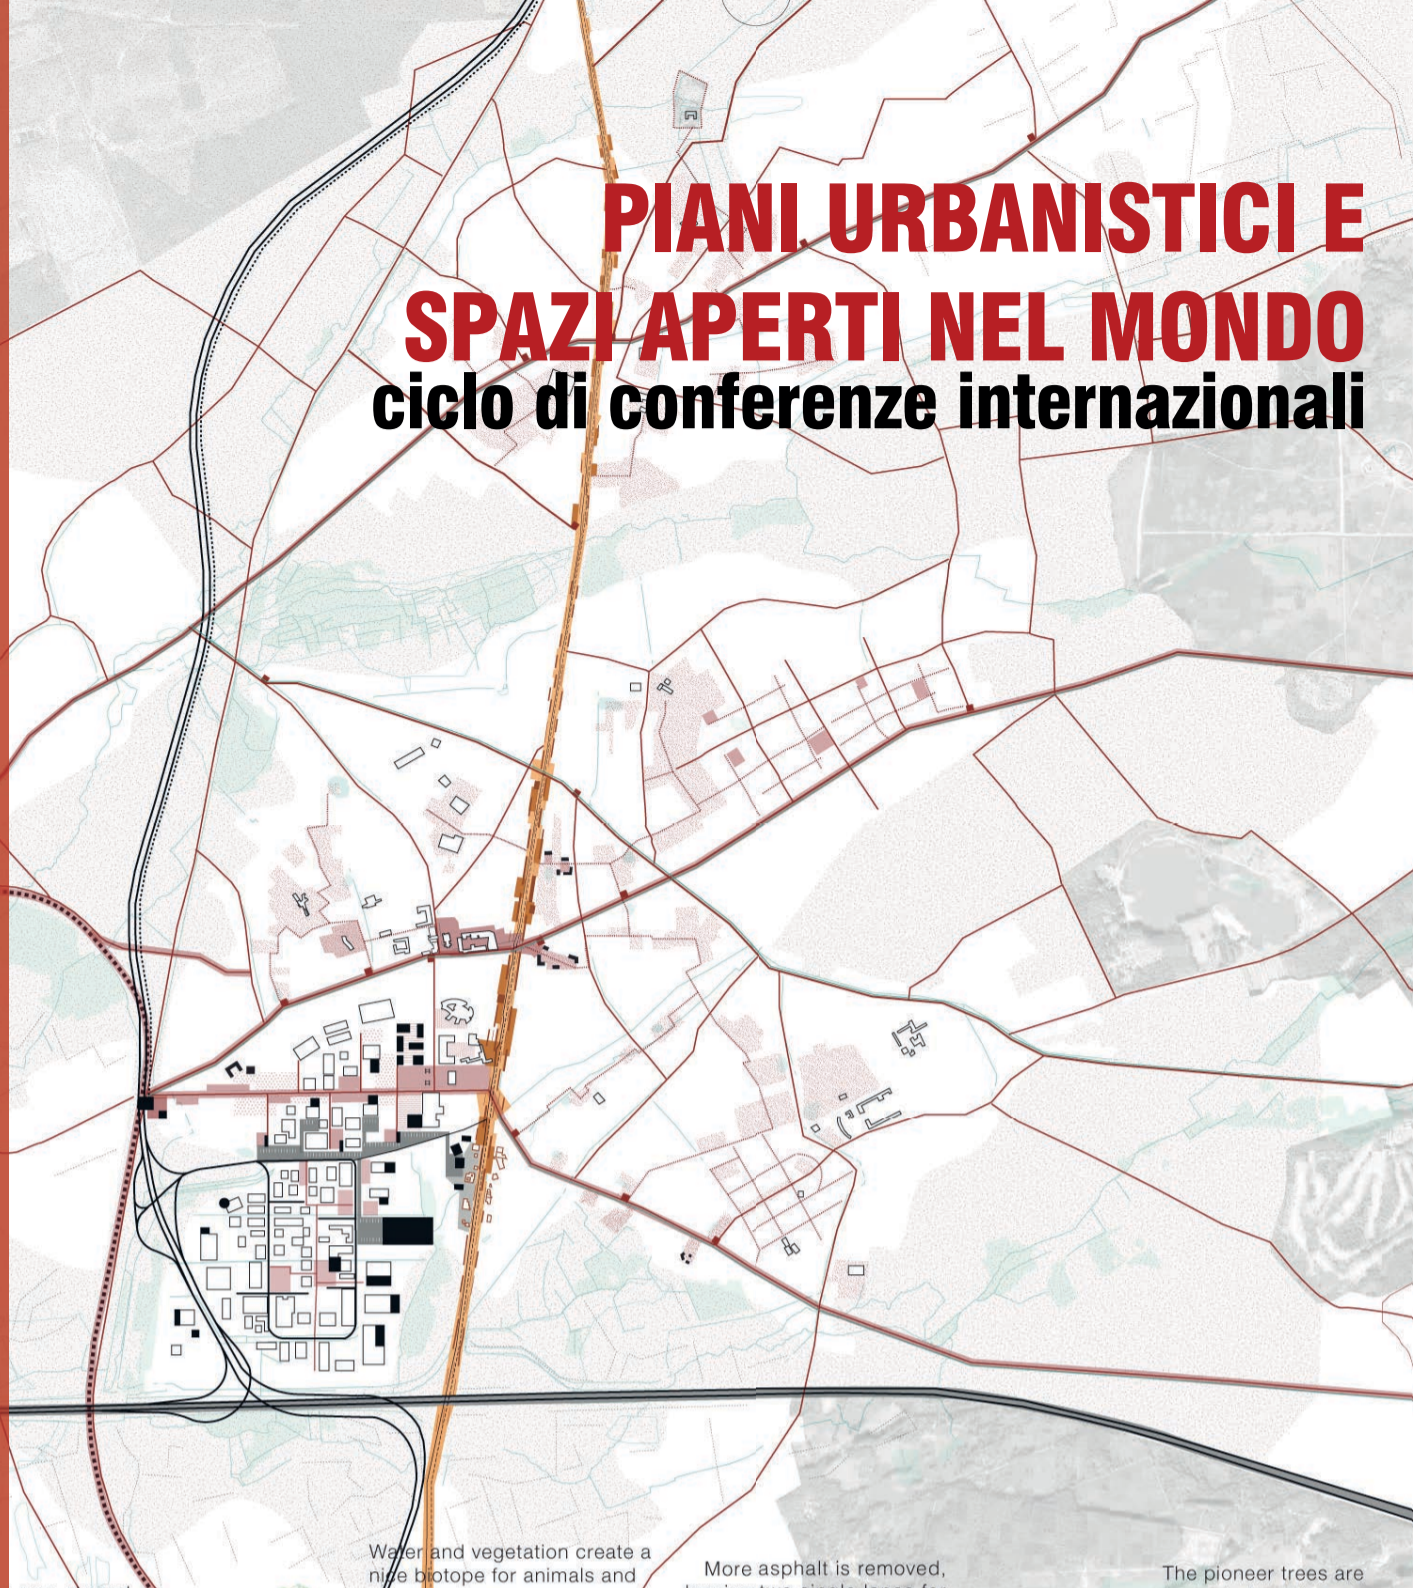 PIANI URBANISTICI E
SPAZI APERTI NEL MONDO
ciclo di conferenze internazionali
Water and vegetation create a
nice biotope for animals and
More asphalt is removed,
The pioneer trees are